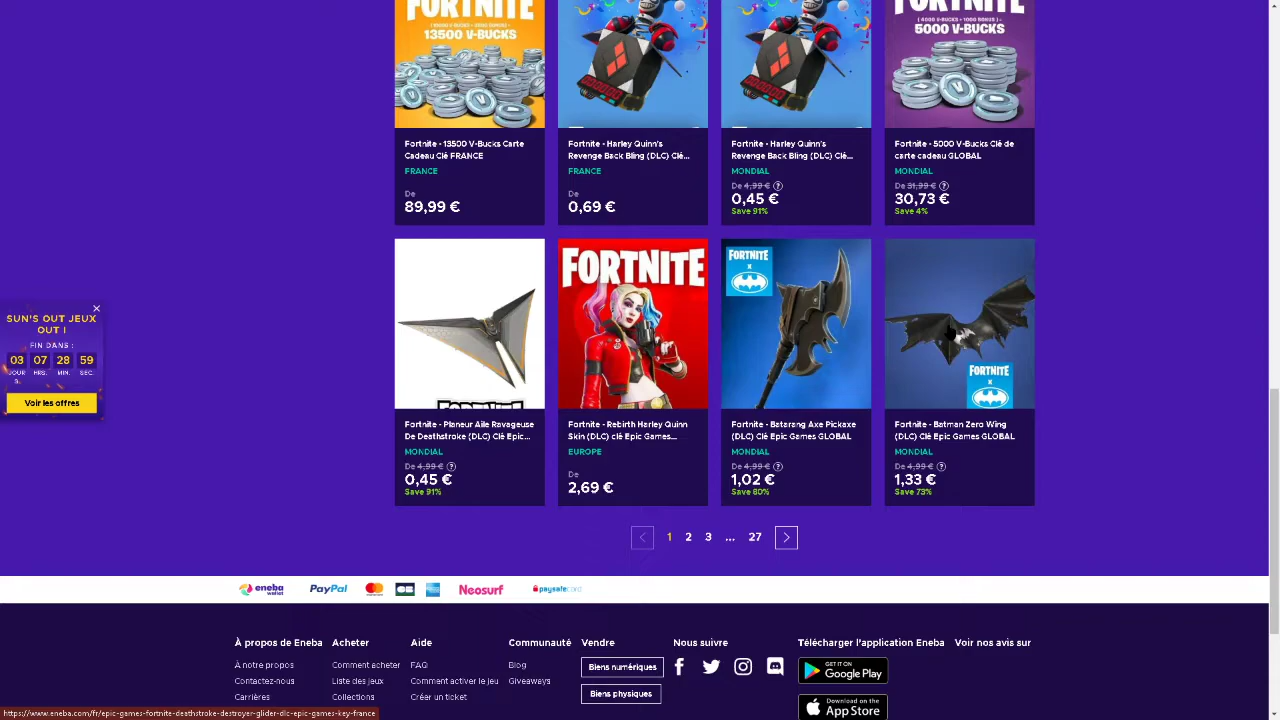 FORTNITE
13500 V-BUCKS
FORTNITE
( 4000 V-BUCKS + 1000 BONUS )
5000 V-BUCKS
Fortnite - 13500 V-Bucks Carte
Cadeau Clé FRANCE
FRANCE
De
89,99 €
Fortnite - Harley Quinn's
Revenge Back Bling (DLC) Clé...
FRANCE
De
0,69 €
Fortnite - Harley Quinn's
Revenge Back Bling (DLC) Clé...
MONDIAL
De 4,99 €
0,45 €
Save 91%
Fortnite - 5000 V-Bucks Clé de
carte cadeau GLOBAL
MONDIAL
De 31,99 €
30,73 €
Save 4%
SUN'S OUT JEUX
OUT !
FIN DANS :
03 07 28 59
JOUR HRS. MIN. SEC.
S.
Voir les offres
FORTNITE
FORTNITE
X
FORTNITE
X
Fortnite - Planeur Aile Ravageuse
De Deathstroke (DLC) Clé Epic...
MONDIAL
De 4,99 €
0,45 €
Save 91%
Fortnite - Rebirth Harley Quinn
Skin (DLC) clé Epic Games...
EUROPE
De
2,69 €
Fortnite - Batarang Axe Pickaxe
(DLC) Clé Epic Games GLOBAL
MONDIAL
De 4,99 €
1,02 €
Save 80%
Fortnite - Batman Zero Wing
(DLC) Clé Epic Games GLOBAL
MONDIAL
De 4,99 €
1,33 €
Save 73%
1 2 3 ... 27
eneba wallet PayPal Neosurf paysafecard
À propos de Eneba
À notre propos
Contactez-nous
Carrières
Acheter
Comment acheter
Liste des jeux
Collections
Aide
FAQ
Comment activer le jeu
Créer un ticket
Communauté
Blog
Giveaways
Vendre
Biens numériques
Biens physiques
Nous suivre
Télécharger l'application Eneba
GET IT ON
Google Play
Download on the
App Store
Voir nos avis sur
https://www.eneba.com/fr/epic-games-fortnite-deathstroke-destroyer-glider-dlc-epic-games-key-france